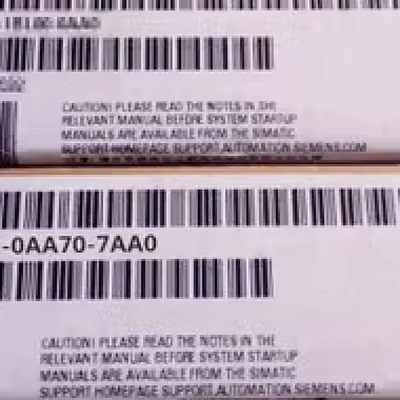 CAUTION! PLEASE READ THE NOTES IN THE
RELEVANT MANUAL BEFORE SYSTEM STARTUP
MANUALS ARE AVAILABLE FROM THE SIMATIC
SUPPORT HOMEPAGE SUPPORT.AUTOMATION.SIEMENS.COM
-0AA70-7AA0
CAUTION! PLEASE READ THE NOTES IN THE
RELEVANT MANUAL BEFORE SYSTEM STARTUP
MANUALS ARE AVAILABLE FROM THE SIMATIC
SUPPORT HOMEPAGE SUPPORT.AUTOMATION.SIEMENS.COM